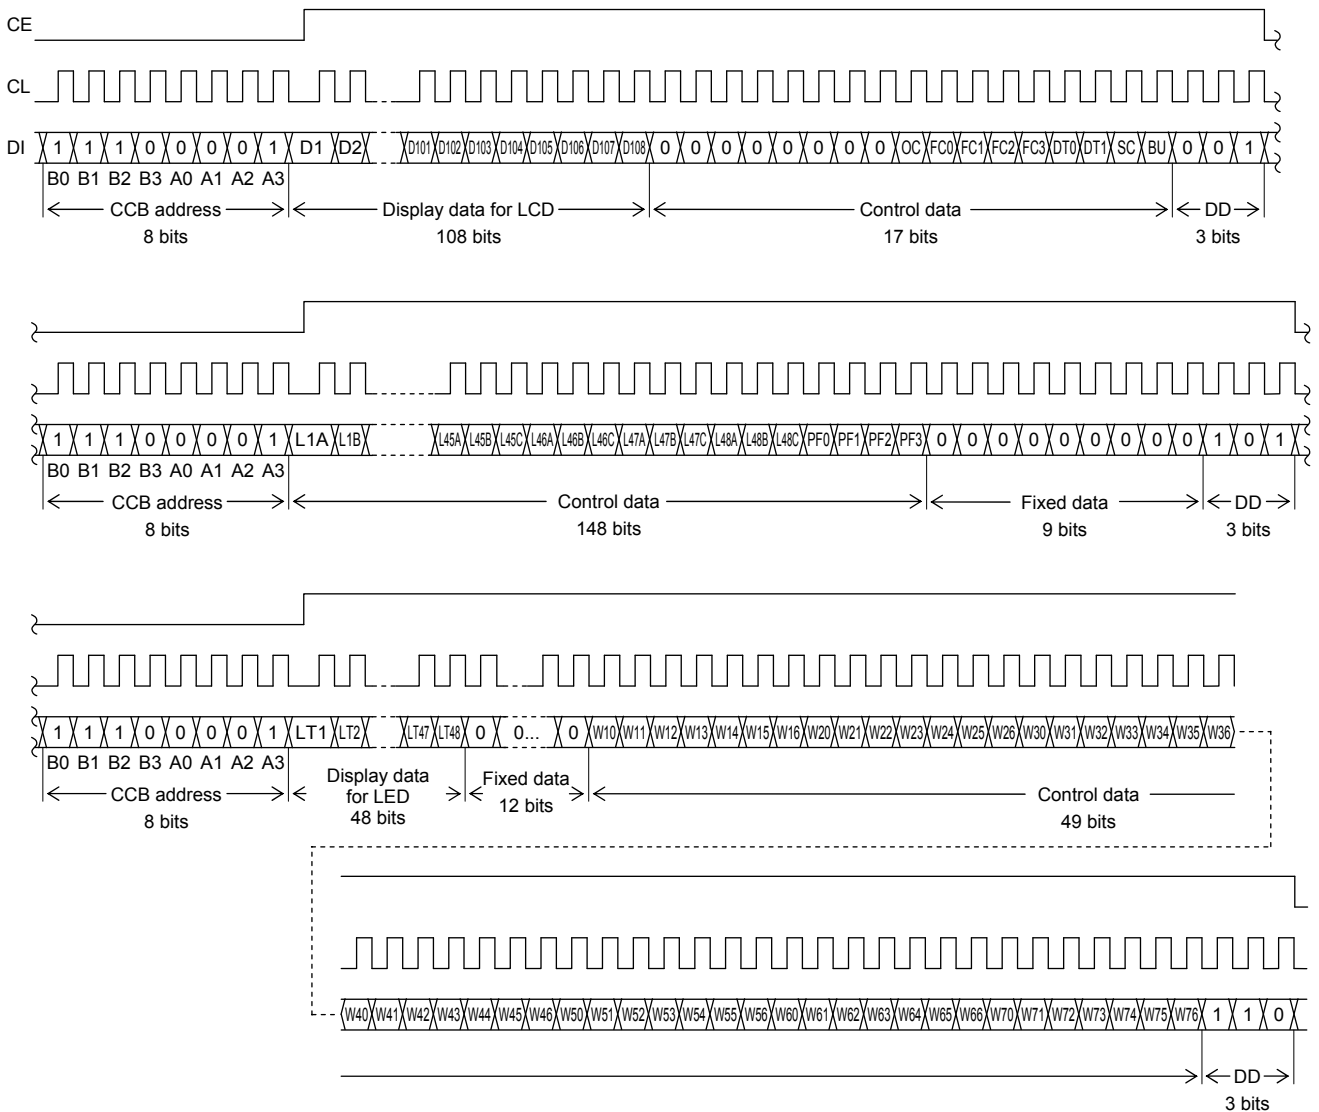 CE
CL
DI 1 1 1 0 0 0 0 1 D1 D2 D101 D102 D103 D104 D105 D106 D107 D108 0 0 0 0 0 0 0 0 OC FC0 FC1 FC2 FC3 DT0 DT1 SC BU 0 0 1
B0 B1 B2 B3 A0 A1 A2 A3
CCB address Display data for LCD Control data DD
8 bits 108 bits 17 bits 3 bits
1 1 1 0 0 0 0 1 L1A L1B L45A L45B L45C L46A L46B L46C L47A L47B L47C L48A L48B L48C PF0 PF1 PF2 PF3 0 0 0 0 0 0 0 0 0 1 0 1
B0 B1 B2 B3 A0 A1 A2 A3
CCB address Control data Fixed data DD
8 bits 148 bits 9 bits 3 bits
1 1 1 0 0 0 0 1 LT1 LT2 LT47 LT48 0 0... 0 W10 W11 W12 W13 W14 W15 W16 W20 W21 W22 W23 W24 W25 W26 W30 W31 W32 W33 W34 W35 W36
B0 B1 B2 B3 A0 A1 A2 A3
CCB address
8 bits
Display data
for LED
48 bits
Fixed data
12 bits
Control data
49 bits
W40 W41 W42 W43 W44 W45 W46 W50 W51 W52 W53 W54 W55 W56 W60 W61 W62 W63 W64 W65 W66 W70 W71 W72 W73 W74 W75 W76 1 1 0
DD
3 bits